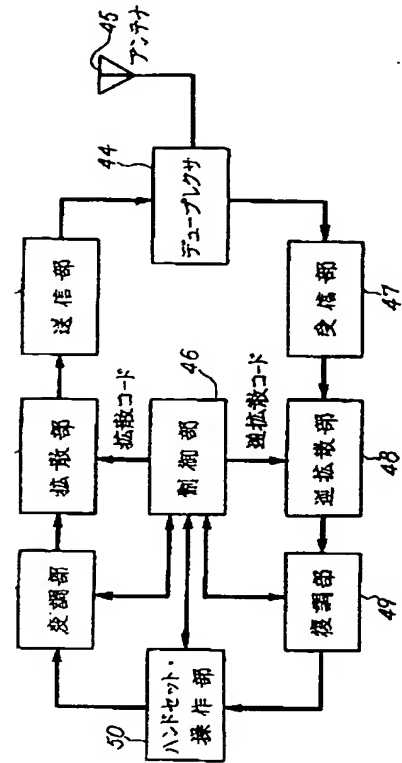 45
アンテナ
44
デュープレクサ
送信部
受信部
47
拡散部
拡散コード
46
制御部
逆拡散コード
逆拡散部
48
変調部
復調部
49
50
ハンドセット・
操作部